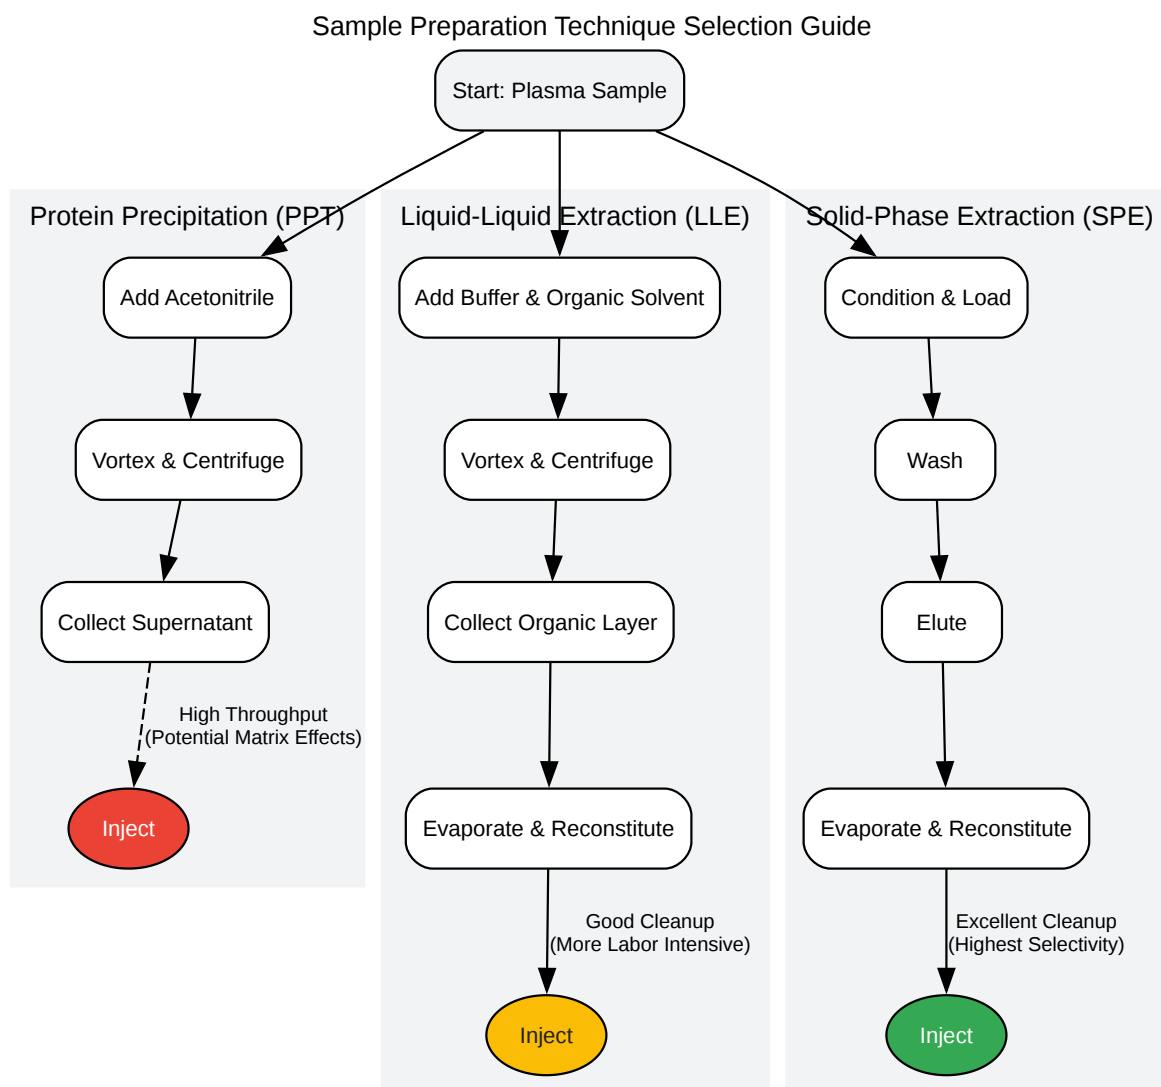 Sample Preparation Technique Selection Guide
Start: Plasma Sample
Protein Precipitation (PPT)
Add Acetonitrile
Vortex & Centrifuge
Collect Supernatant
High Throughput
(Potential Matrix Effects)
Inject
Liquid-Liquid Extraction (LLE)
Add Buffer & Organic Solvent
Vortex & Centrifuge
Collect Organic Layer
Evaporate & Reconstitute
Good Cleanup
(More Labor Intensive)
Inject
Solid-Phase Extraction (SPE)
Condition & Load
Wash
Elute
Evaporate & Reconstitute
Excellent Cleanup
(Highest Selectivity)
Inject